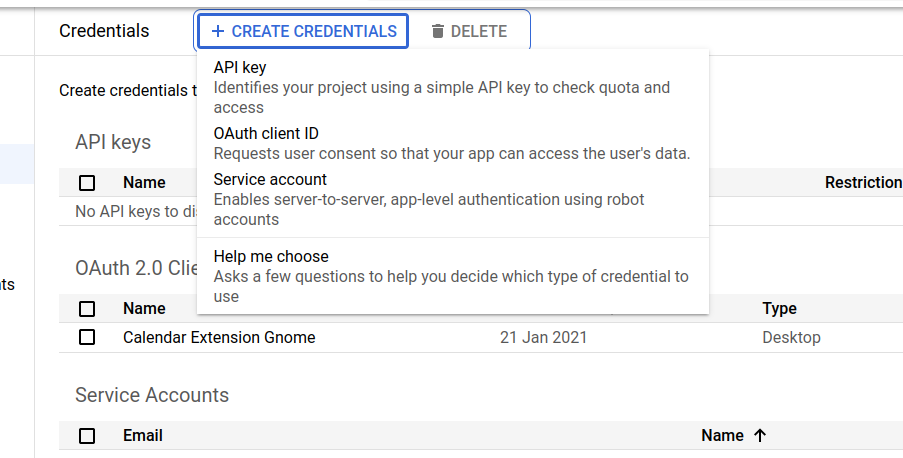 Credentials
+ CREATE CREDENTIALS
DELETE
API key
Identifies your project using a simple API key to check quota and
access
OAuth client ID
Requests user consent so that your app can access the user's data.
Service account
Enables server-to-server, app-level authentication using robot
accounts
Help me choose
Asks a few questions to help you decide which type of credential to
use
Create credentials t
API keys
Name
Restriction
No API keys to di
OAuth 2.0 Clie
nts
Name
Type
Calendar Extension Gnome
21 Jan 2021
Desktop
Service Accounts
Email
Name ↑